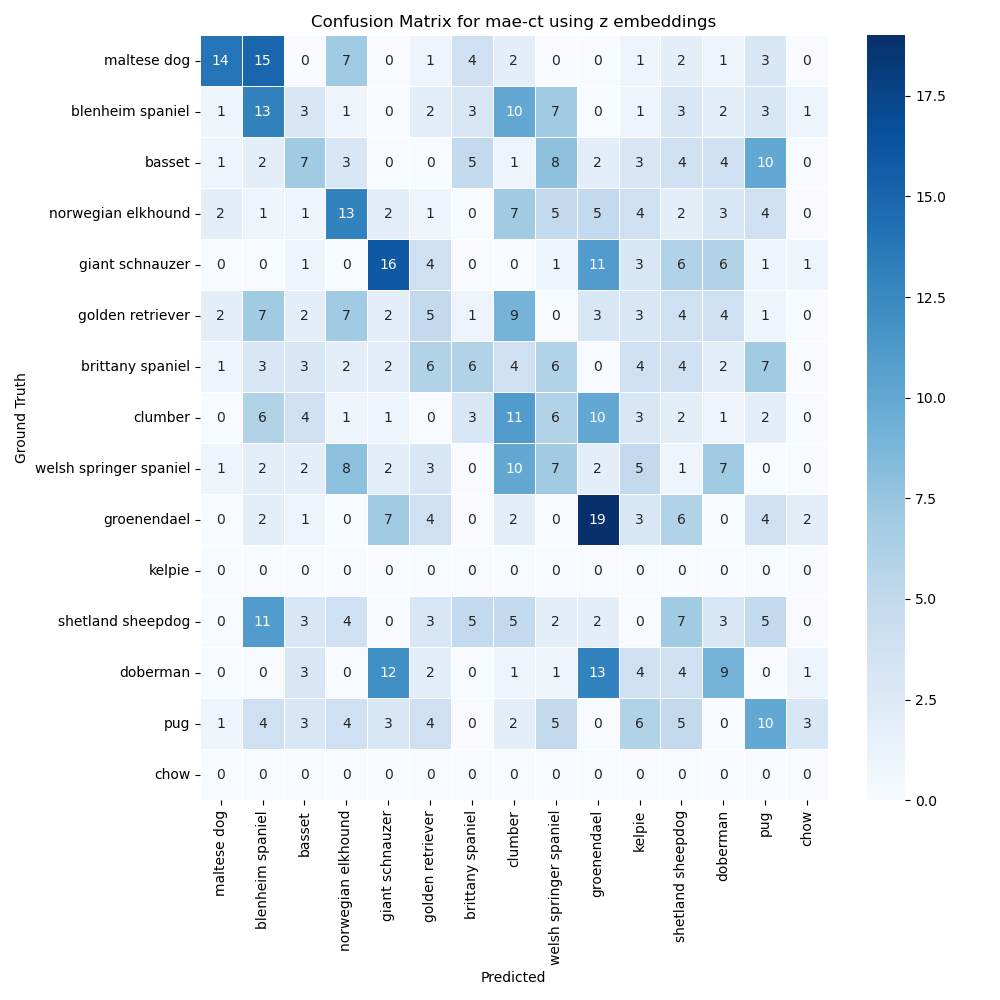 Confusion Matrix for mae-ct using z embeddings
maltese dog 14 15 0 7 0 1 4 2 0 0 1 2 1 3 0
blenheim spaniel 1 13 3 1 0 2 3 10 7 0 1 3 2 3 1
basset 1 2 7 3 0 0 5 1 8 2 3 4 4 10 0
norwegian elkhound 2 1 1 13 2 1 0 7 5 5 4 2 3 4 0
giant schnauzer 0 0 1 0 16 4 0 0 1 11 3 6 6 1 1
golden retriever 2 7 2 7 2 5 1 9 0 3 3 4 4 1 0
brittany spaniel 1 3 3 2 2 6 6 4 6 0 4 4 2 7 0
clumber 0 6 4 1 1 0 3 11 6 10 3 2 1 2 0
welsh springer spaniel 1 2 2 8 2 3 0 10 7 2 5 1 7 0 0
groenendael 0 2 1 0 7 4 0 2 0 19 3 6 0 4 2
kelpie 0 0 0 0 0 0 0 0 0 0 0 0 0 0 0
shetland sheepdog 0 11 3 4 0 3 5 5 2 2 0 7 3 5 0
doberman 0 0 3 0 12 2 0 1 1 13 4 4 9 0 1
pug 1 4 3 4 3 4 0 2 5 0 6 5 0 10 3
chow 0 0 0 0 0 0 0 0 0 0 0 0 0 0 0
Ground Truth
maltese dog
blenheim spaniel
basset
norwegian elkhound
giant schnauzer
golden retriever
brittany spaniel
clumber
welsh springer spaniel
groenendael
kelpie
shetland sheepdog
doberman
pug
chow
Predicted
17.5
15.0
12.5
10.0
7.5
5.0
2.5
0.0